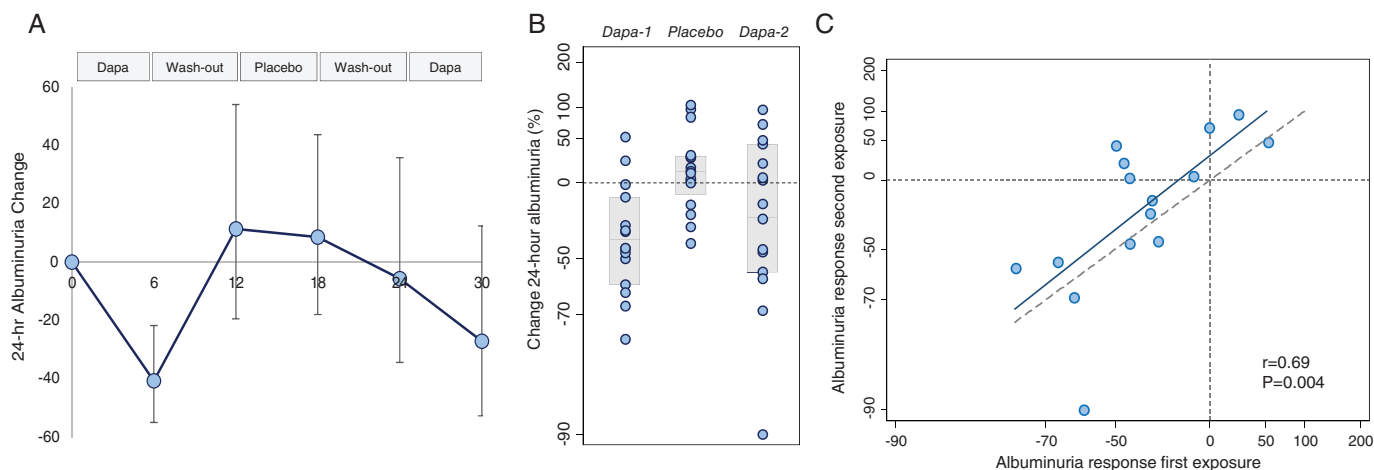 A
Dapa
Wash-out
Placebo
Wash-out
Dapa
24-hr Albuminuria Change
60
40
20
0
-20
-40
-60
0
6
12
18
24
30
B
Dapa-1
Placebo
Dapa-2
Change 24-hour albuminuria (%)
200
100
50
0
-50
-70
-90
C
Albuminuria response second exposure
200
100
50
0
-50
-70
-90
r=0.69
P=0.004
-90
-70
-50
0
50
100
200
Albuminuria response first exposure